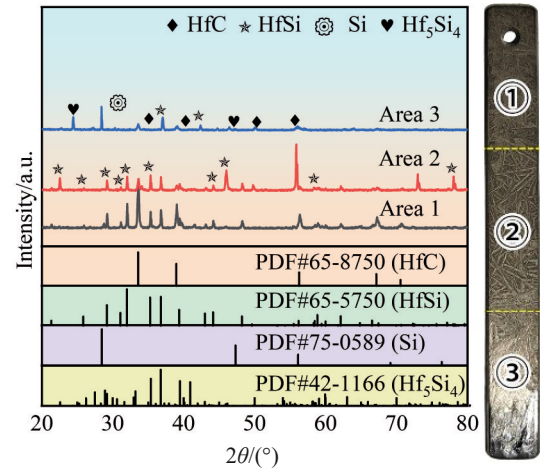 HfC HfSi Si Hf₅Si₄
Area 3
Area 2
Area 1
PDF#65-8750 (HfC)
PDF#65-5750 (HfSi)
PDF#75-0589 (Si)
PDF#42-1166 (Hf₅Si₄)
Intensity/a.u.
20 30 40 50 60 70 80
2θ/(°)
①
②
③